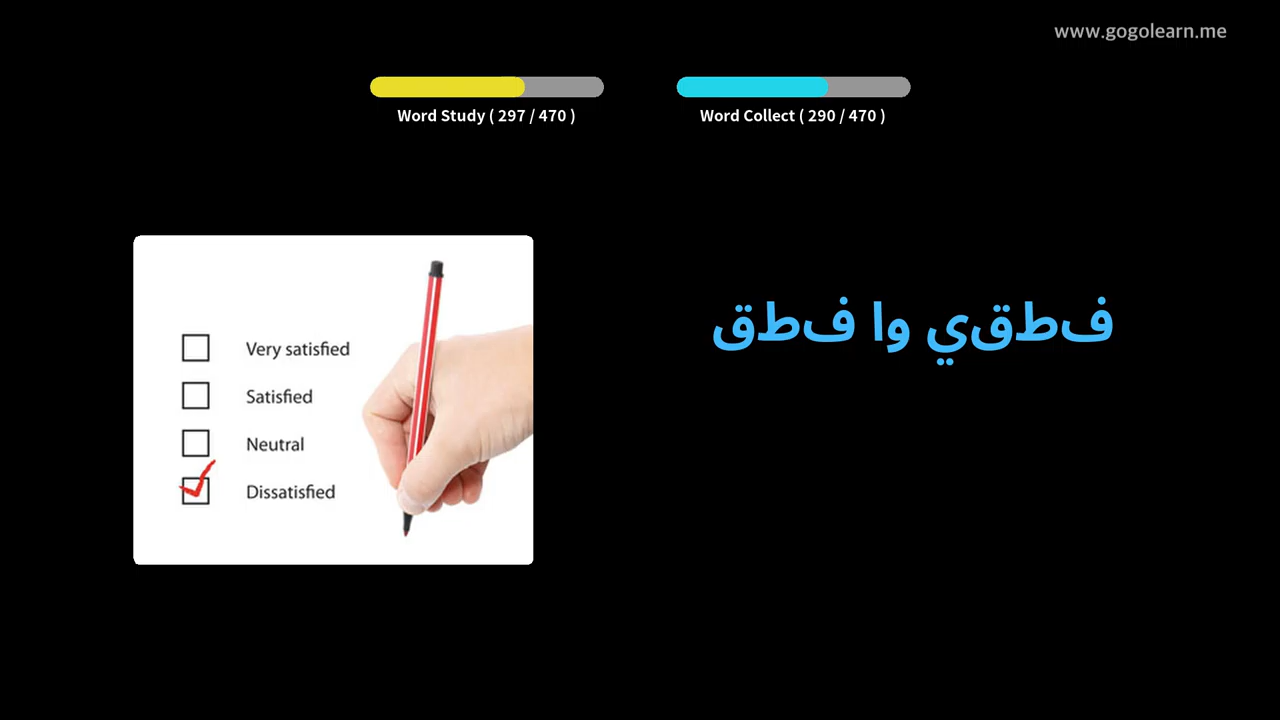 www.gogolearn.me
Word Study ( 297 / 470 )
Word Collect ( 290 / 470 )
فطقي وا فطق
Very satisfied
Satisfied
Neutral
Dissatisfied